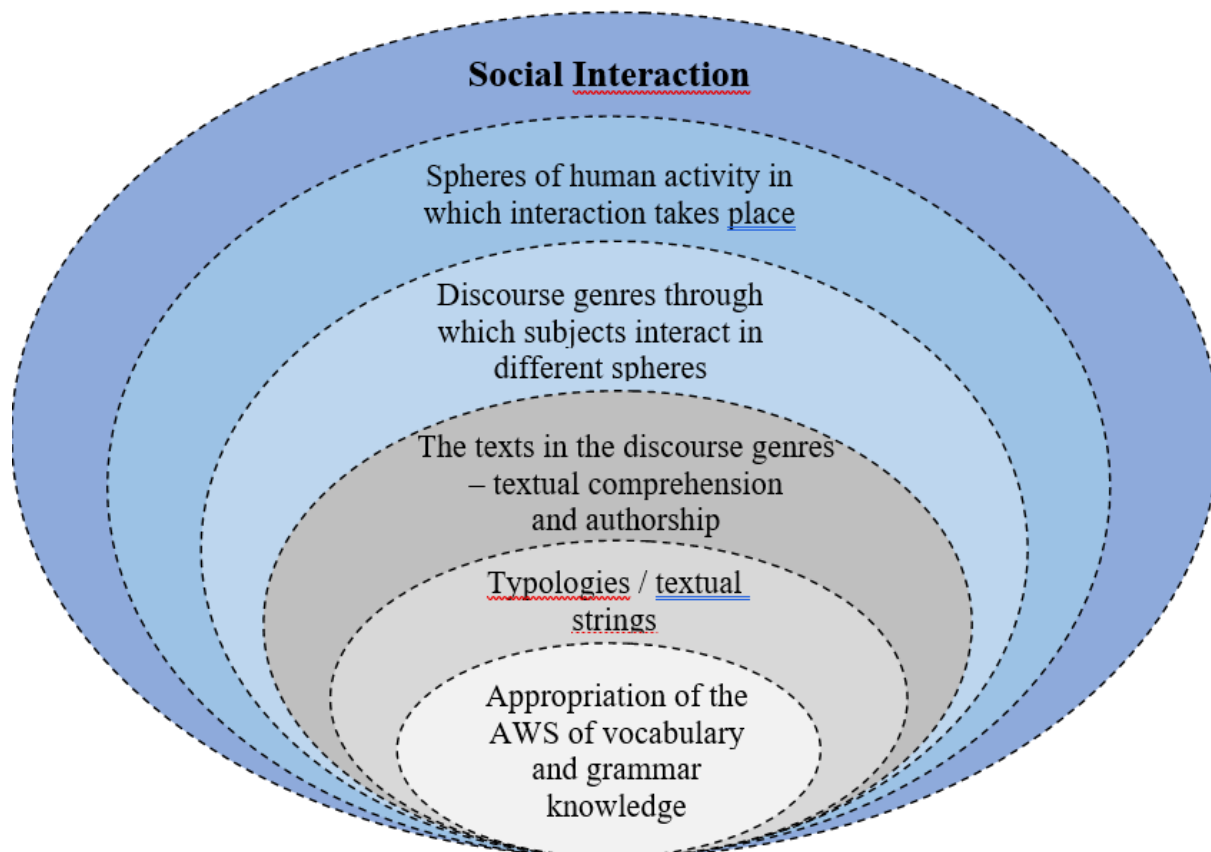 Social Interaction
Spheres of human activity in
which interaction takes place
Discourse genres through
which subjects interact in
different spheres
The texts in the discourse genres
– textual comprehension
and authorship
Typologies / textual
strings
Appropriation of the
AWS of vocabulary
and grammar
knowledge